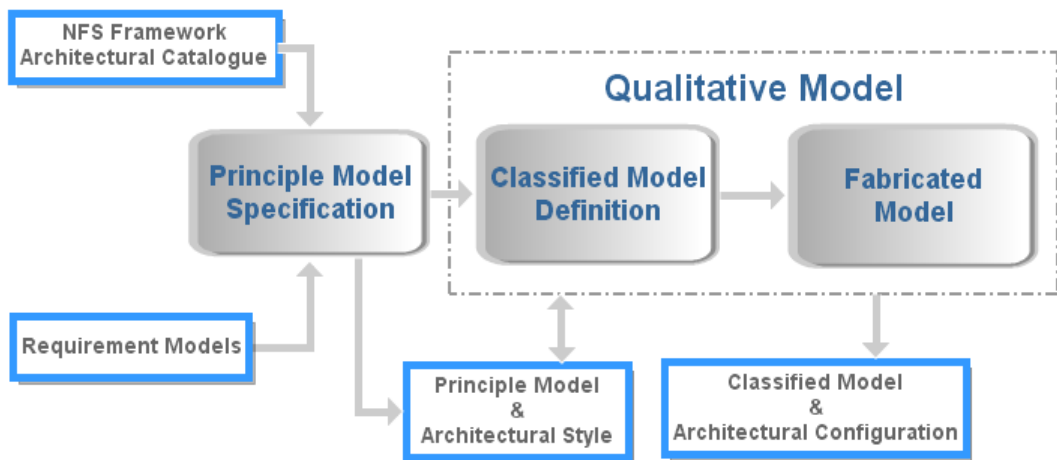 NFS Framework
Architectural Catalogue
Qualitative Model
Principle Model
Specification
Classified Model
Definition
Fabricated
Model
Requirement Models
Principle Model
&
Architectural Style
Classified Model
&
Architectural Configuration